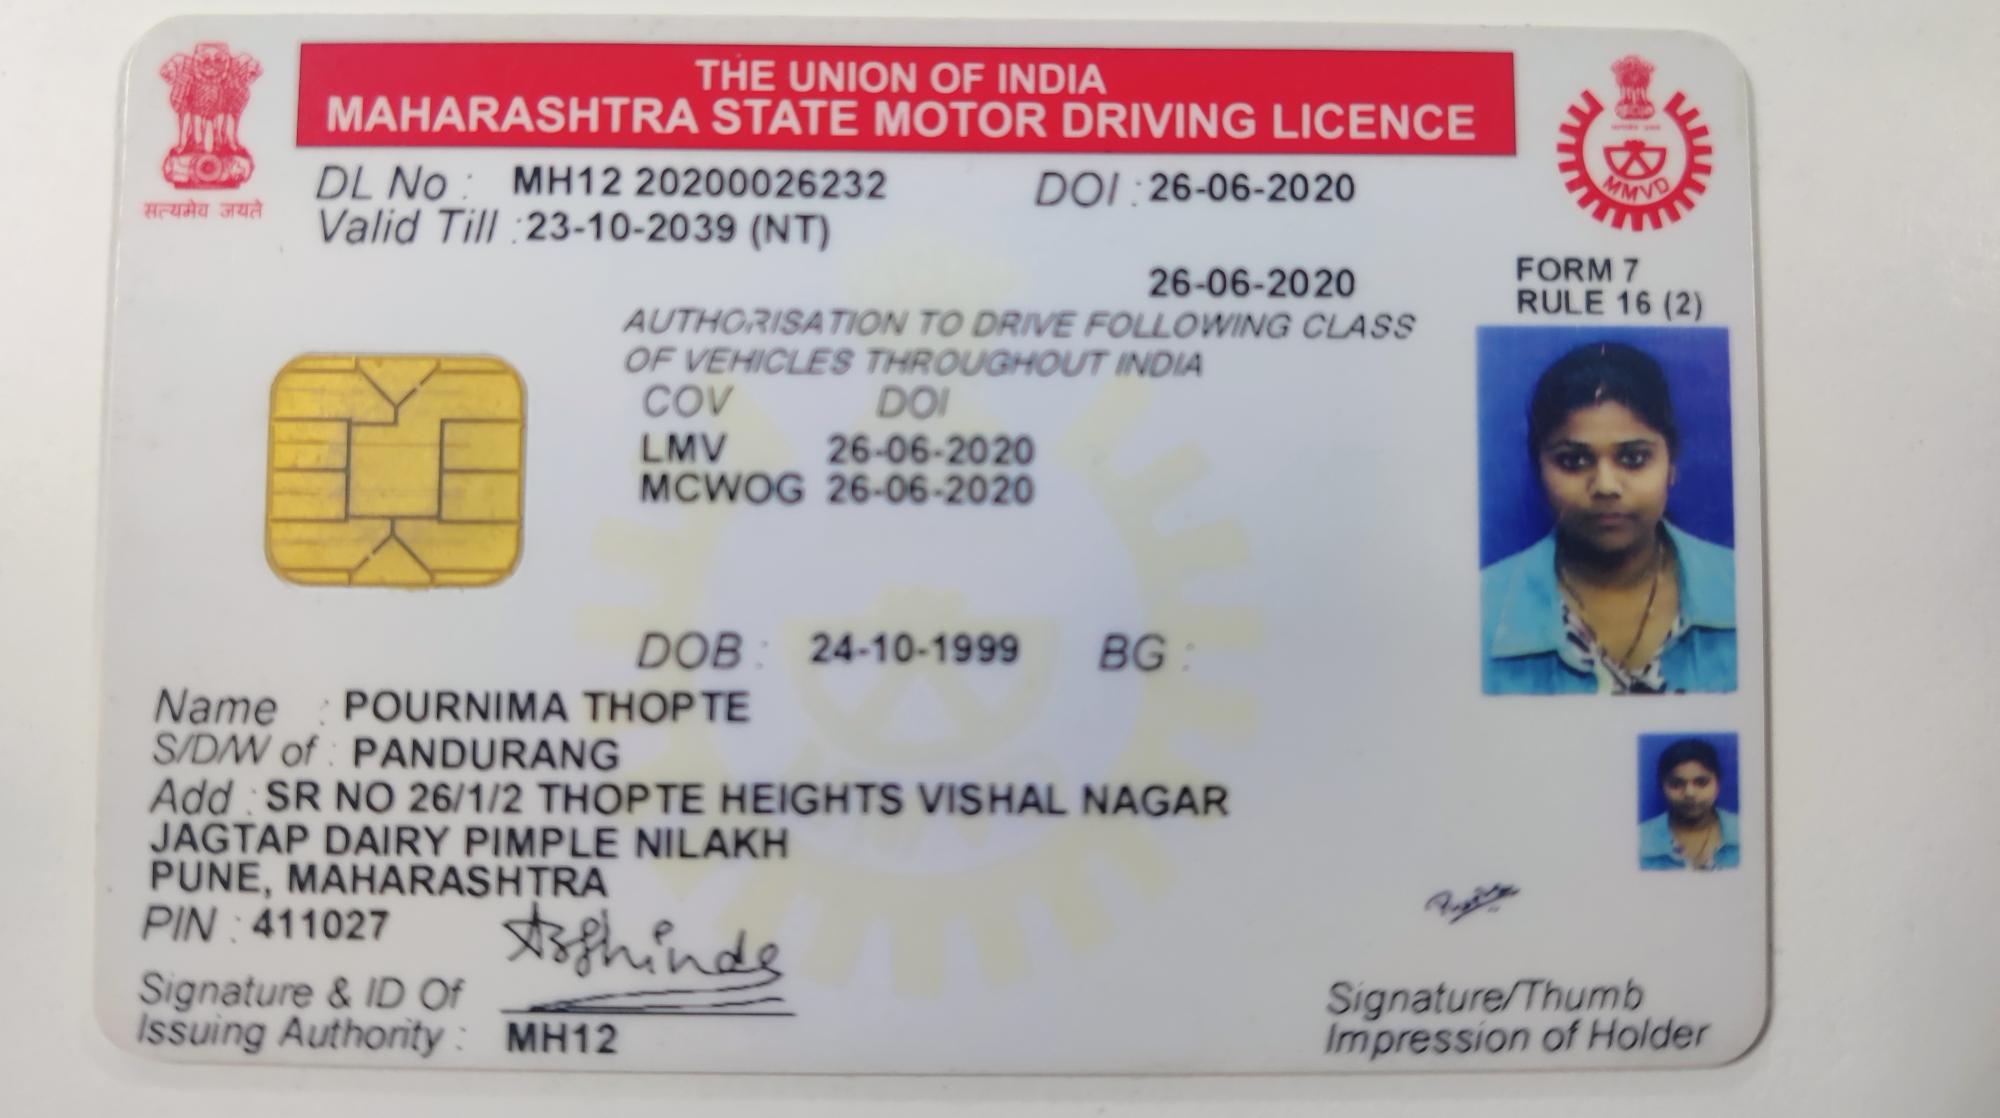 THE UNION OF INDIA
MAHARASHTRA STATE MOTOR DRIVING LICENCE
सत्यमेव जयते
MMVD
DL No : MH12 20200026232 DOI : 26-06-2020
Valid Till : 23-10-2039 (NT)
26-06-2020
FORM 7
RULE 16 (2)
AUTHORISATION TO DRIVE FOLLOWING CLASS
OF VEHICLES THROUGHOUT INDIA
COV DOI
LMV 26-06-2020
MCWOG 26-06-2020
DOB : 24-10-1999 BG :
Name : POURNIMA THOPTE
S/D/W of : PANDURANG
Add : SR NO 26/1/2 THOPTE HEIGHTS VISHAL NAGAR
JAGTAP DAIRY PIMPLE NILAKH
PUNE, MAHARASHTRA
PIN : 411027
Signature & ID Of
Issuing Authority : MH12
Signature/Thumb
Impression of Holder